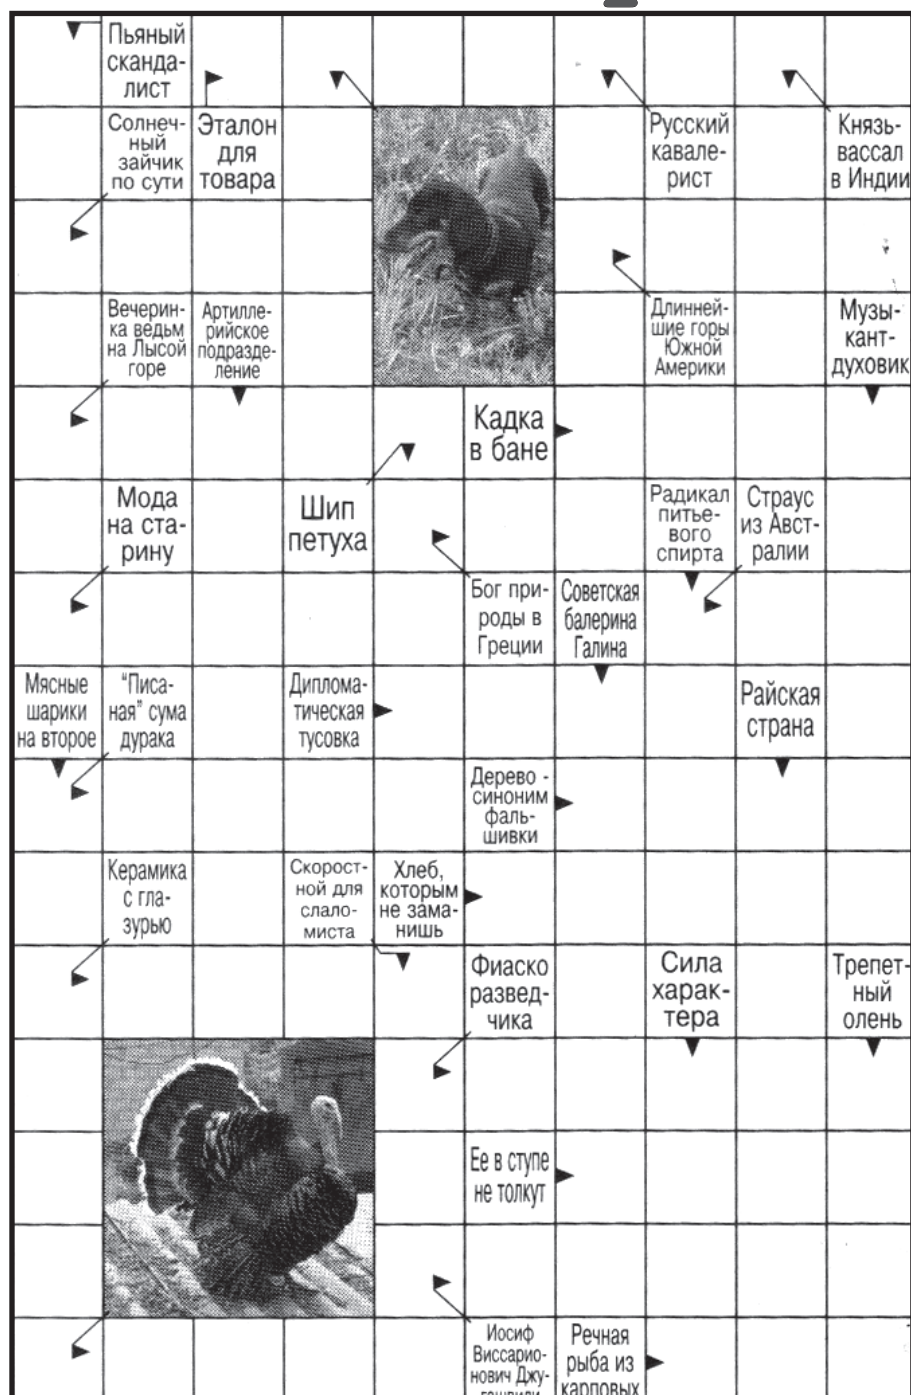 Пьяный
сканда-
лист
Солнеч-
ный
зайчик
по сути
Эталон
для
товара
Русский
кавале-
рист
Князь-
вассал
в Индии
Вечерин-
ка ведьм
на Лысой
горе
Артилле-
рийское
подразде-
ление
Длинней-
шие горы
Южной
Америки
Музы-
кант-
духовик
Кадка
в бане
Мода
на ста-
рину
Шип
петуха
Радикал
питье-
вого
спирта
Страус
из Авст-
ралии
Бог при-
роды в
Греции
Советская
балерина
Галина
Мясные
шарики
на второе
"Писа-
ная" сума
дурака
Дипломa-
тическая
тусовка
Райская
страна
Дерево -
синоним
фаль-
шивки
Керамика
с гла-
зурью
Скорост-
ной для
слало-
миста
Хлеб,
которым
не зама-
нишь
Фиаско
развед-
чика
Сила
харак-
тера
Трепет-
ный
олень
Ее в ступе
не толкут
Иосиф
Виссарио-
нович Джу-
гашвили
Речная
рыба из
карповых